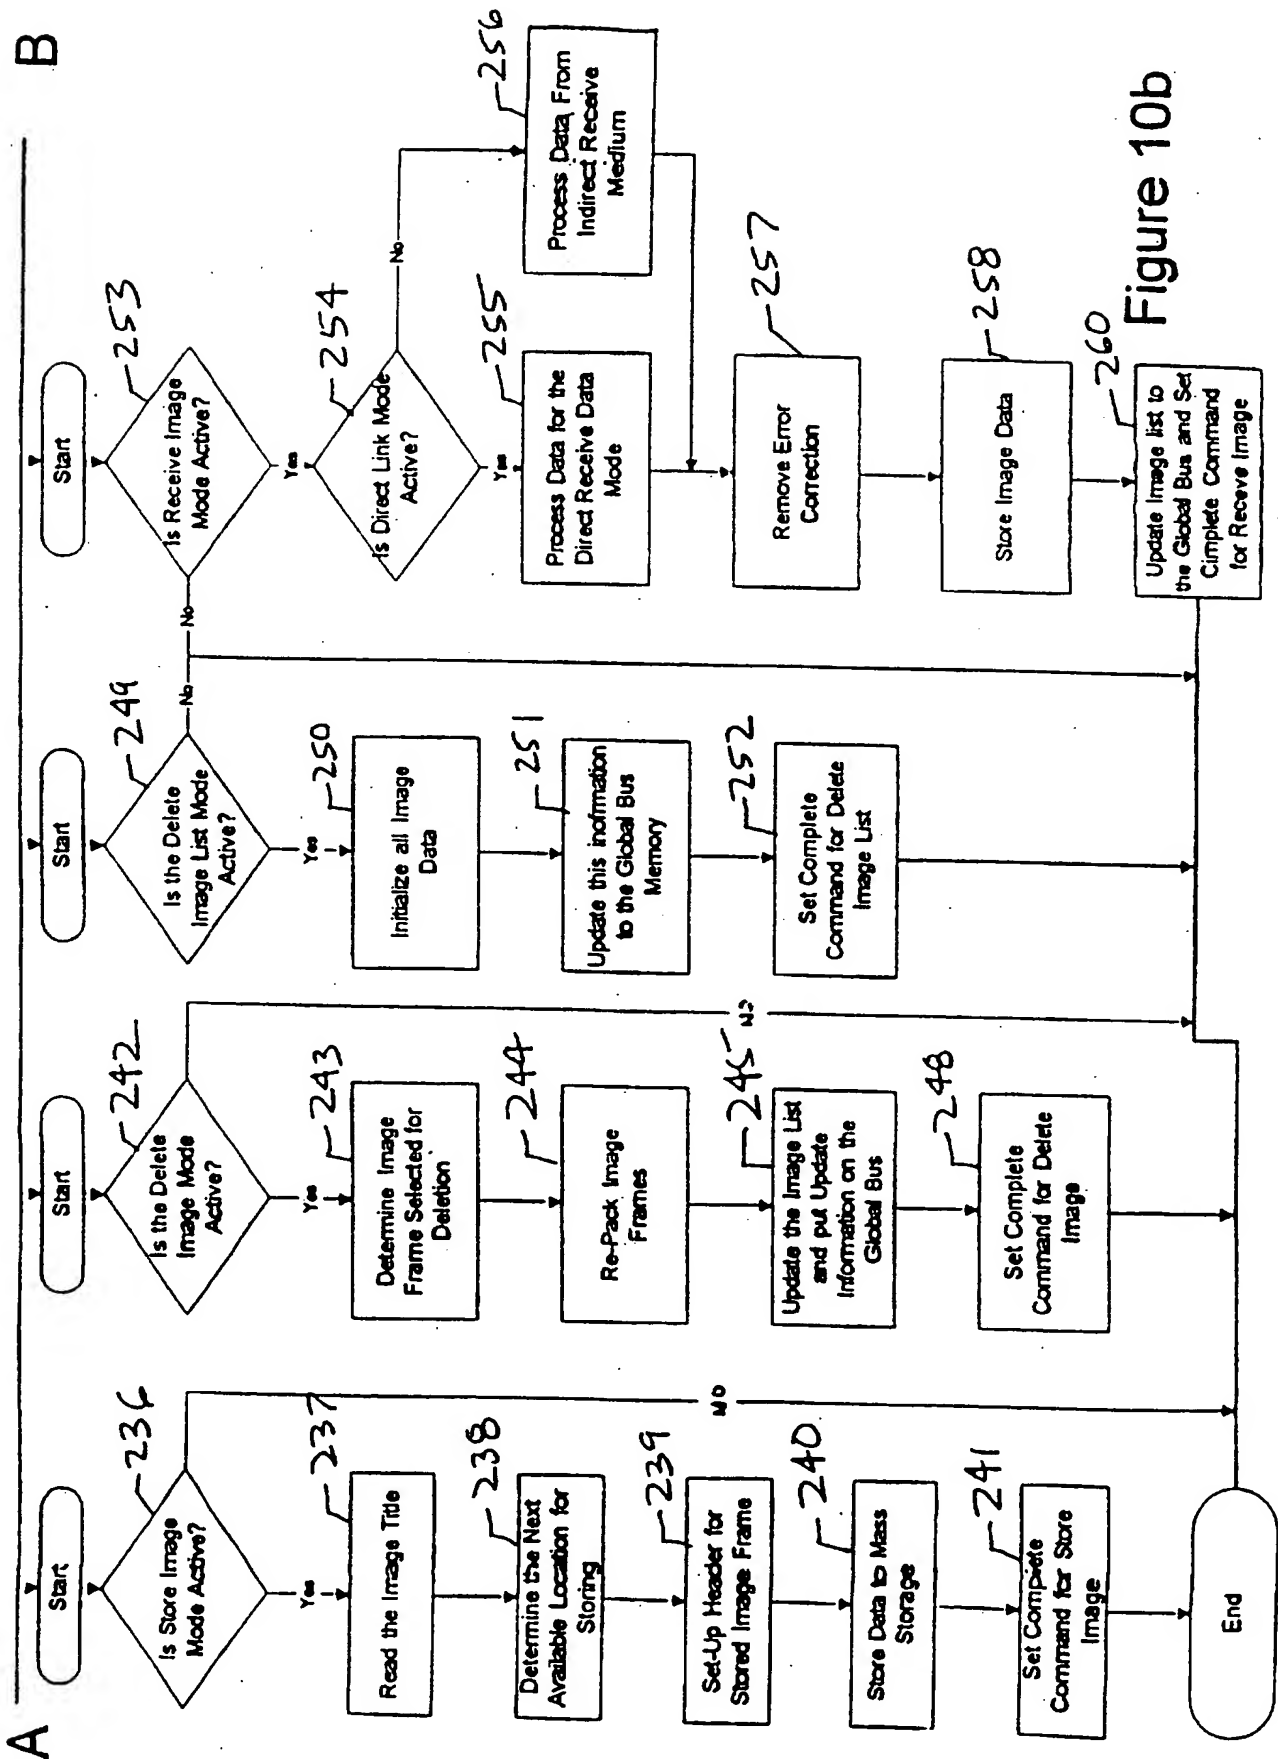 A
B
Start
Is Store Image
Mode Active?
236
Yes
No
Read the Image Title
237
Determine the Next
Available Location for
Storing
238
Set-Up Header for
Stored Image Frame
239
Store Data to Mass
Storage
240
Set Complete
Command for Store
Image
241
End
Start
Is the Delete
Image Mode
Active?
242
Yes
No
Determine Image
Frame Selected for
Deletion
243
Re-Pack Image
Frames
244
Update the Image List
and put Update
Information on the
Global Bus
245
Set Complete
Command for Delete
Image
248
Start
Is the Delete
Image List Mode
Active?
249
Yes
No
Initialize all Image
Data
250
Update this inofmation
to the Global Bus
Memory
251
Set Complete
Command for Delete
Image List
252
Start
Is Receive Image
Mode Active?
253
No
Yes
Is Direct Link Mode
Active?
254
Yes
No
Process Data for the
Direct Receive Data
Mode
255
Process Data From
Indirect Receive
Medium
256
Remove Error
Correction
257
Store Image Data
258
Update Image list to
the Global Bus and Set
Cimplete Command
for Receve Image
260
Figure 10b